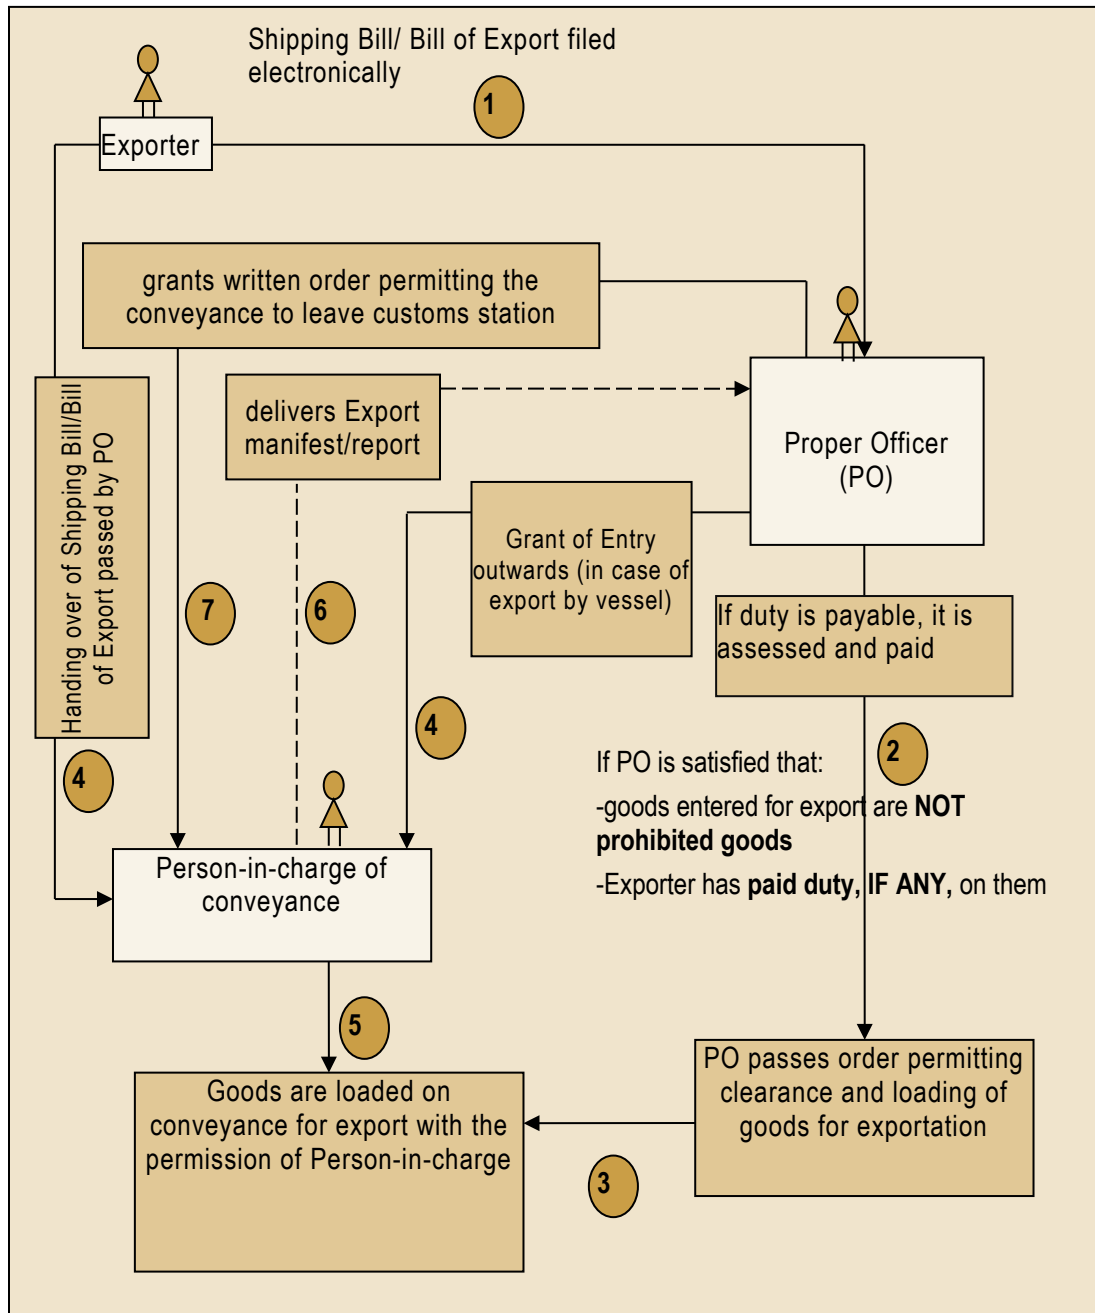 Shipping Bill/ Bill of Export filed
electronically
1
Exporter
grants written order permitting the
conveyance to leave customs station
delivers Export
manifest/report
Proper Officer
(PO)
Handing over of Shipping Bill/Bill
of Export passed by PO
Grant of Entry
outwards (in case of
export by vessel)
7
6
If duty is payable, it is
assessed and paid
4
4
2
If PO is satisfied that:
-goods entered for export are NOT
prohibited goods
-Exporter has paid duty, IF ANY, on them
Person-in-charge of
conveyance
5
PO passes order permitting
clearance and loading of
goods for exportation
Goods are loaded on
conveyance for export with the
permission of Person-in-charge
3